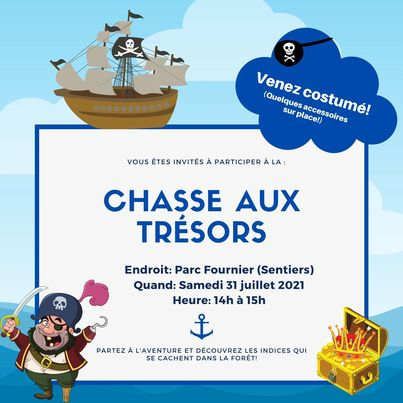 Venez costumé!
(Quelques accessoires
sur place!)
VOUS ÊTES INVITÉS À PARTICIPER À LA :
CHASSE AUX
TRÉSORS
Endroit: Parc Fournier (Sentiers)
Quand: Samedi 31 juillet 2021
Heure: 14h à 15h
PARTEZ À L'AVENTURE ET DÉCOUVREZ LES INDICES QUI
SE CACHENT DANS LA FORÊT!